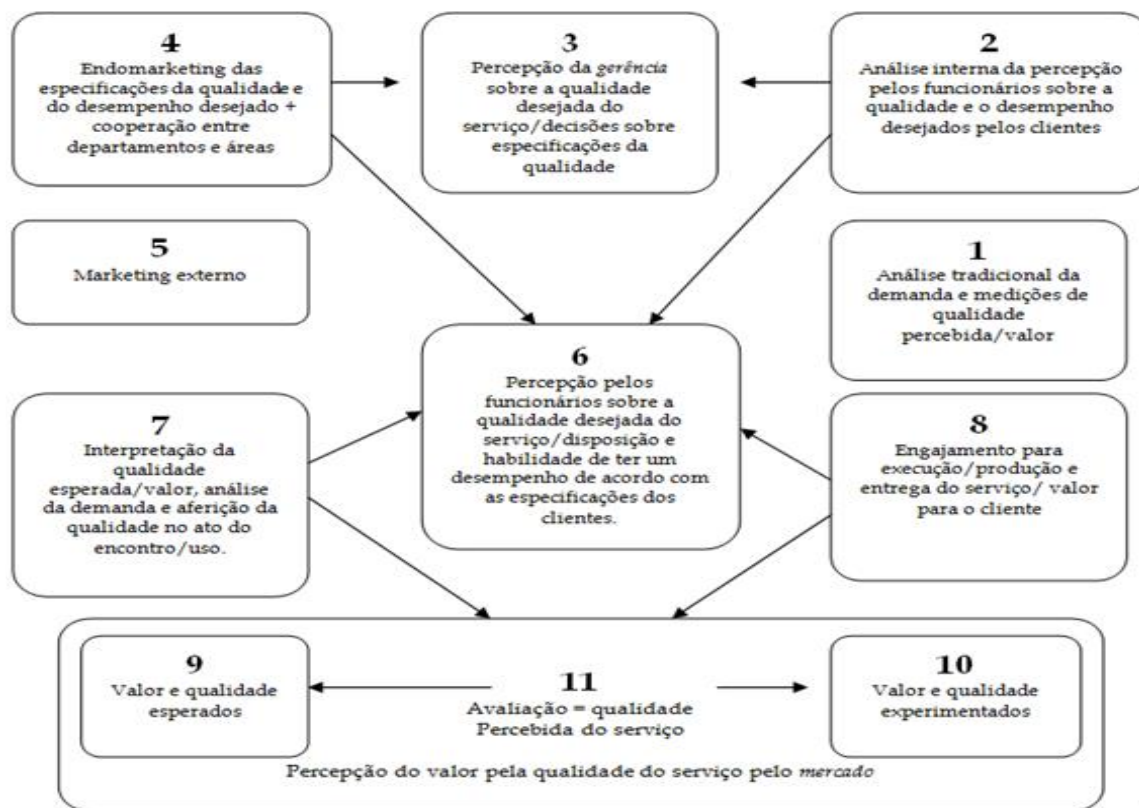 4
Endomarketing das
especificações da qualidade e
do desempenho desejado +
cooperação entre
departamentos e áreas
3
Percepção da gerência
sobre a qualidade
desejada do
serviço/decisões sobre
especificações da
qualidade
2
Análise interna da percepção
pelos funcionários sobre a
qualidade e o desempenho
desejados pelos clientes
5
Marketing externo
1
Análise tradicional da
demanda e medições de
qualidade
percebida/valor
6
Percepção pelos
funcionários sobre a
qualidade desejada do
serviço/disposição e
habilidade de ter um
desempenho de acordo com
as especificações dos
clientes.
7
Interpretação da
qualidade
esperada/valor, análise
da demanda e aferição da
qualidade no ato do
encontro/uso.
8
Engajamento para
execução/produção e
entrega do serviço/ valor
para o cliente
9
Valor e qualidade
esperados
11
Avaliação = qualidade
Percebida do serviço
10
Valor e qualidade
experimentados
Percepção do valor pela qualidade do serviço pelo mercado